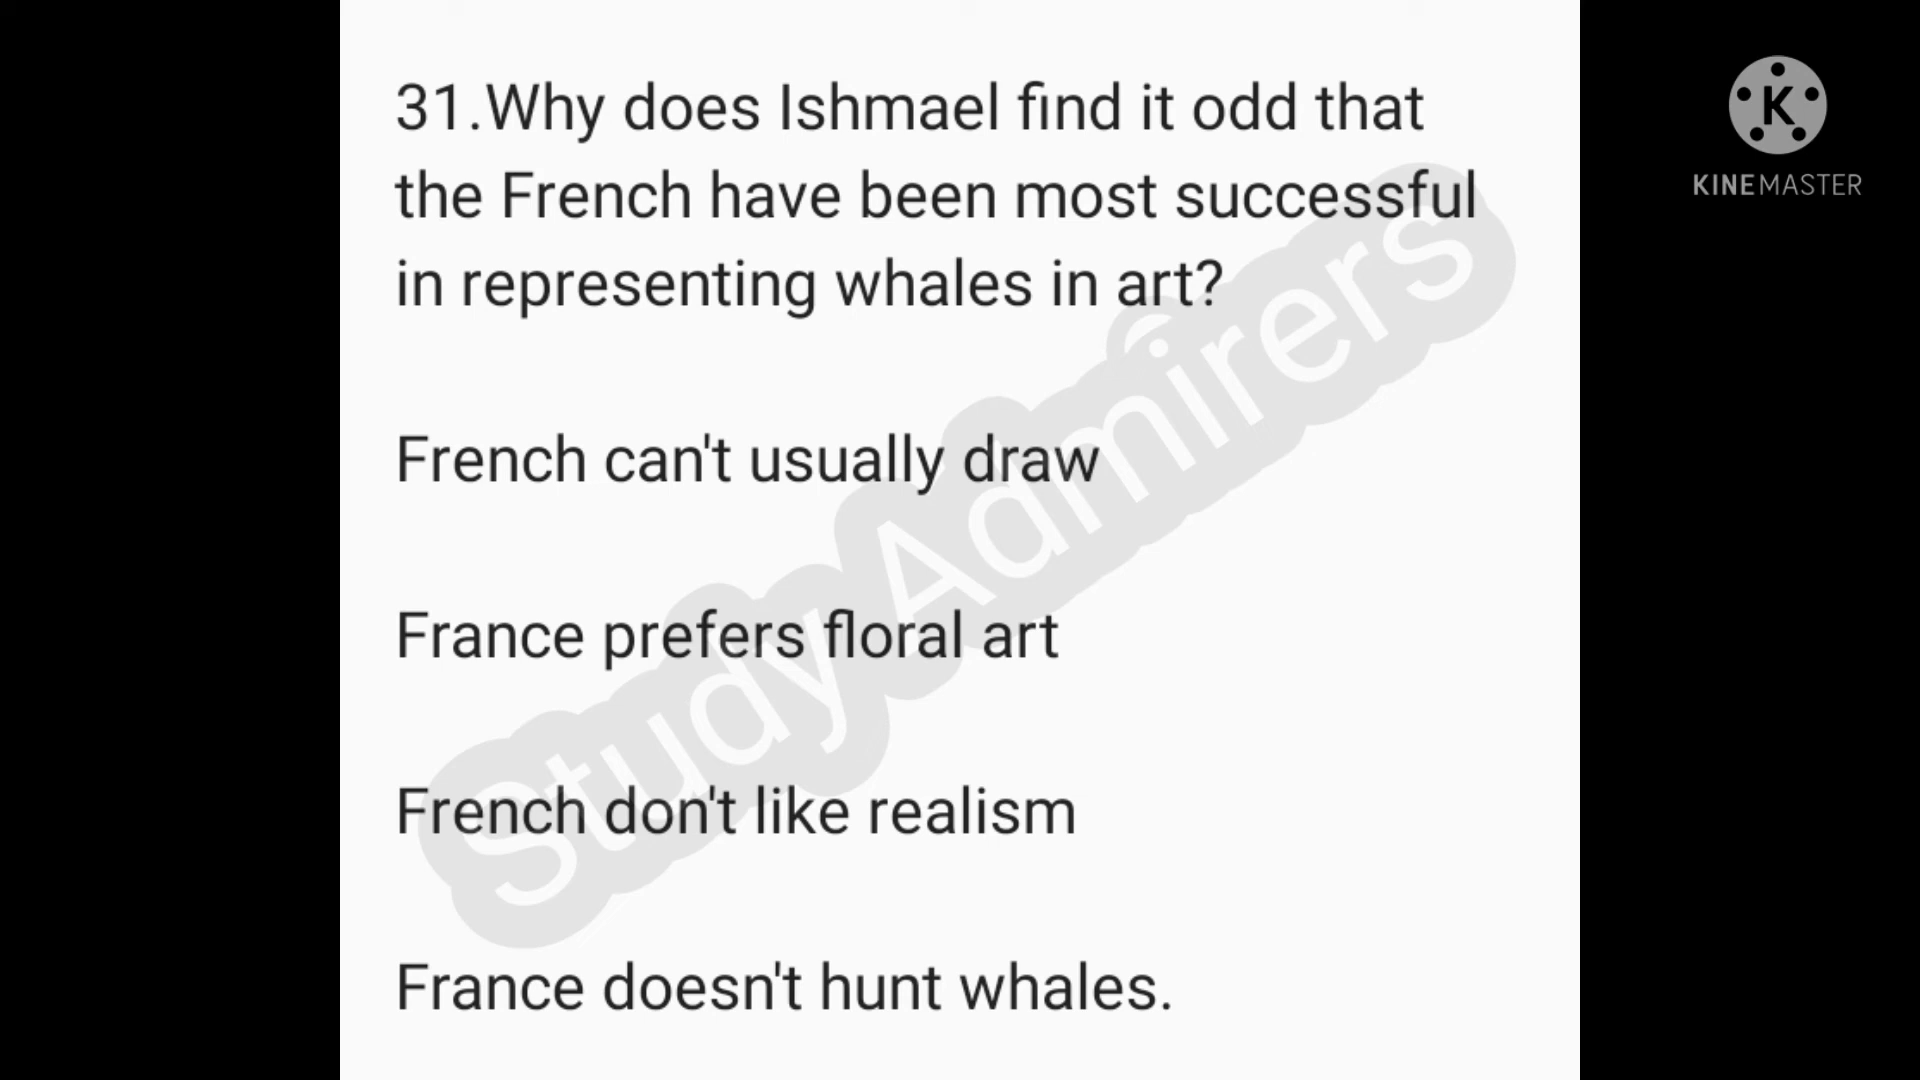 31.Why does Ishmael find it odd that
the French have been most successful
in representing whales in art?
French can't usually draw
France prefers floral art
French don't like realism
France doesn't hunt whales.
Study Admirers
K
KINEMASTER